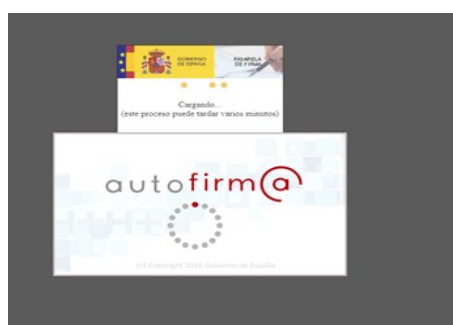 GOBIERNO
DE ESPAÑA
PASARELA
DE FIRMA
Cargando...
(este proceso puede tardar varios minutos)
autofirm@
(C) Copyright 2016 Gobierno de España